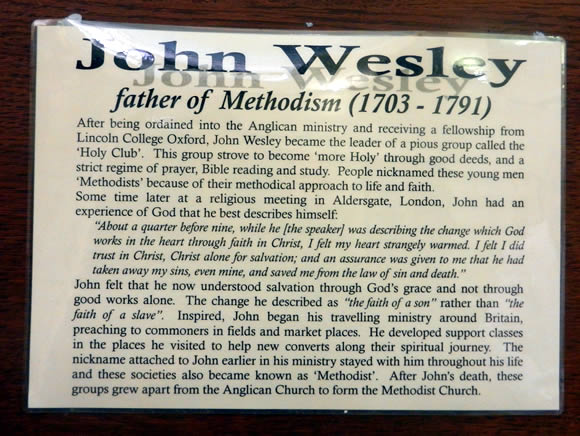 John Wesley
father of Methodism (1703 - 1791)
After being ordained into the Anglican ministry and receiving a fellowship from
Lincoln College Oxford, John Wesley became the leader of a pious group called the
‘Holy Club’. This group strove to become ‘more Holy’ through good deeds, and a
strict regime of prayer, Bible reading and study. People nicknamed these young men
‘Methodists’ because of their methodical approach to life and faith.
Some time later at a religious meeting in Aldersgate, London, John had an
experience of God that he best describes himself:
“About a quarter before nine, while he [the speaker] was describing the change which God
works in the heart through faith in Christ, I felt my heart strangely warmed. I felt I did
trust in Christ, Christ alone for salvation; and an assurance was given to me that he had
taken away my sins, even mine, and saved me from the law of sin and death.”
John felt that he now understood salvation through God’s grace and not through
good works alone. The change he described as “the faith of a son” rather than “the
faith of a slave”. Inspired, John began his travelling ministry around Britain,
preaching to commoners in fields and market places. He developed support classes
in the places he visited to help new converts along their spiritual journey. The
nickname attached to John earlier in his ministry stayed with him throughout his life
and these societies also became known as ‘Methodist’. After John’s death, these
groups grew apart from the Anglican Church to form the Methodist Church.